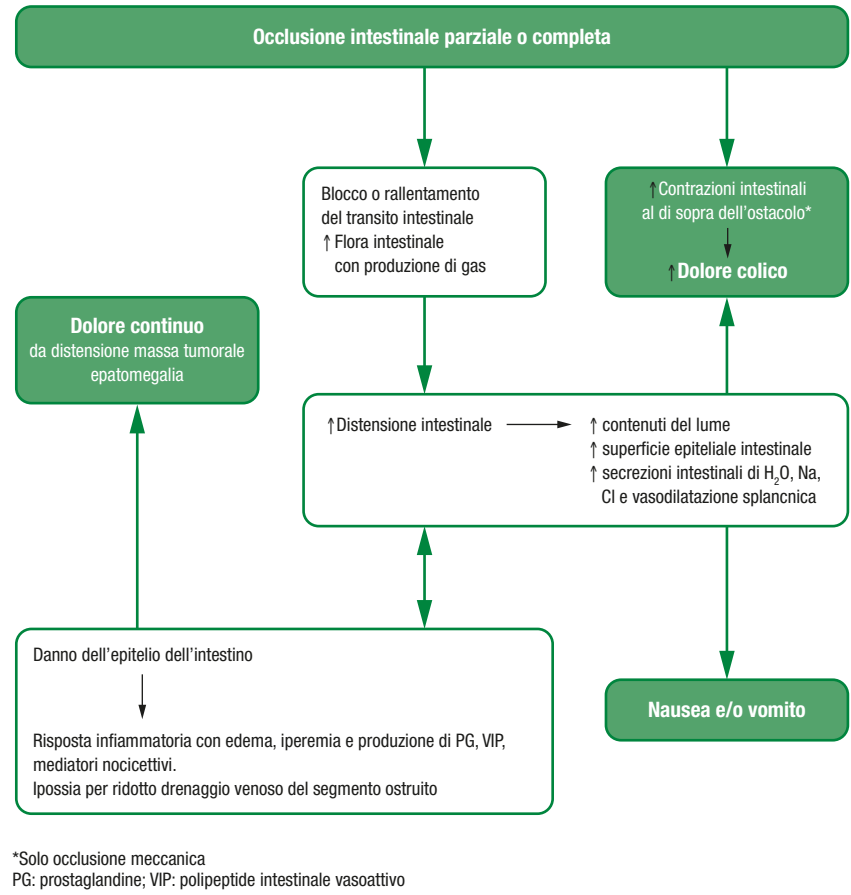 Occlusione intestinale parziale o completa
Blocco o rallentamento
del transito intestinale
↑ Flora intestinale
con produzione di gas
↑Contrazioni intestinali
al di sopra dell'ostacolo*
↑Dolore colico
Dolore continuo
da distensione massa tumorale
epatomegalia
↑Distensione intestinale
↑ contenuti del lume
↑ superficie epiteliale intestinale
↑ secrezioni intestinali di H₂O, Na,
Cl e vasodilatazione splancnica
Danno dell'epitelio dell'intestino
Risposta infiammatoria con edema, iperemia e produzione di PG, VIP,
mediatori nocicettivi.
Ipossia per ridotto drenaggio venoso del segmento ostruito
Nausea e/o vomito
*Solo occlusione meccanica
PG: prostaglandine; VIP: polipeptide intestinale vasoattivo